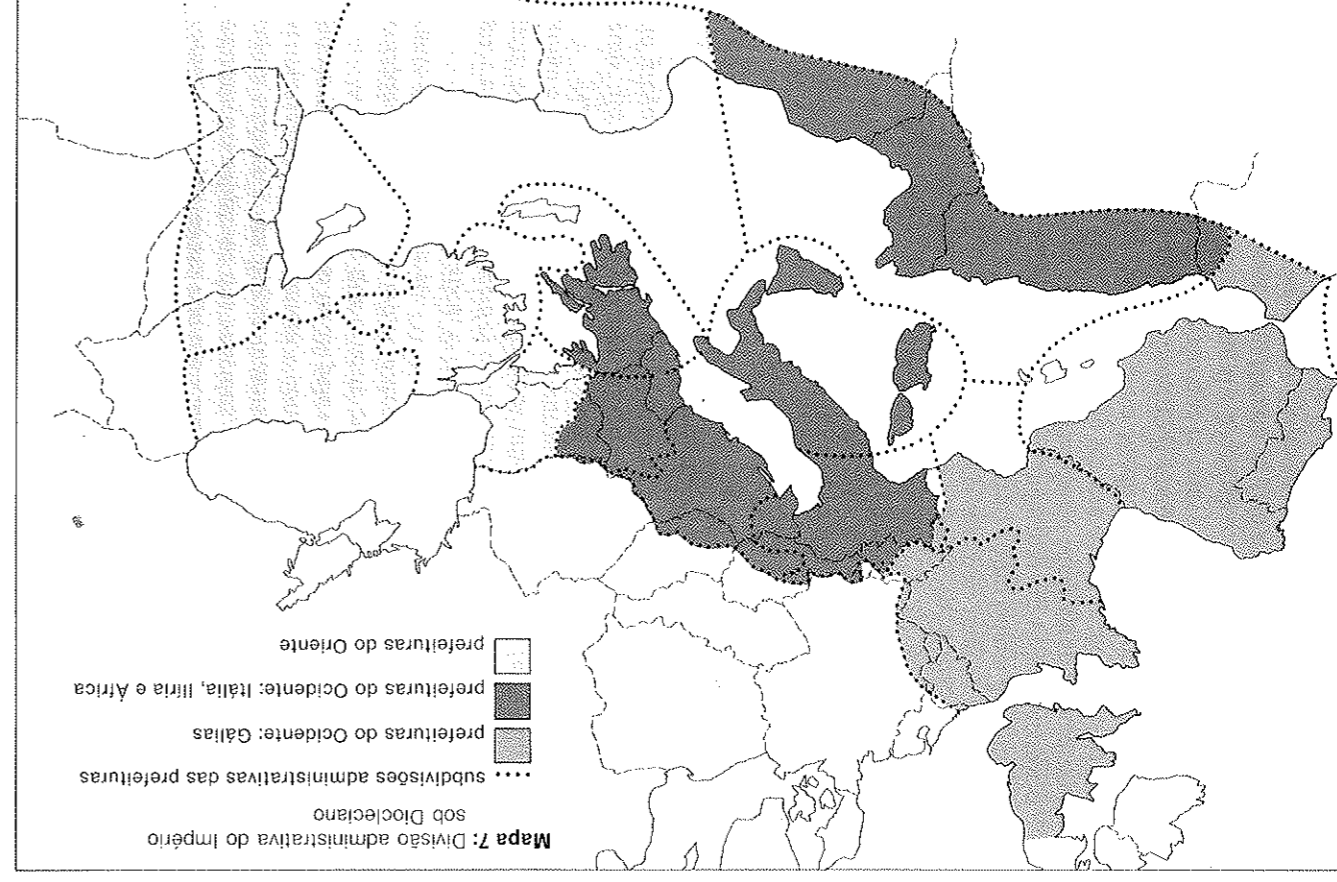 Mapa 7: Divisão administrativa do Império
sob Diocleciano
subdivisões administrativas das prefeituras
prefeituras do Ocidente: Gálias
prefeituras do Ocidente: Itália, Ilíria e África
prefeituras do Oriente